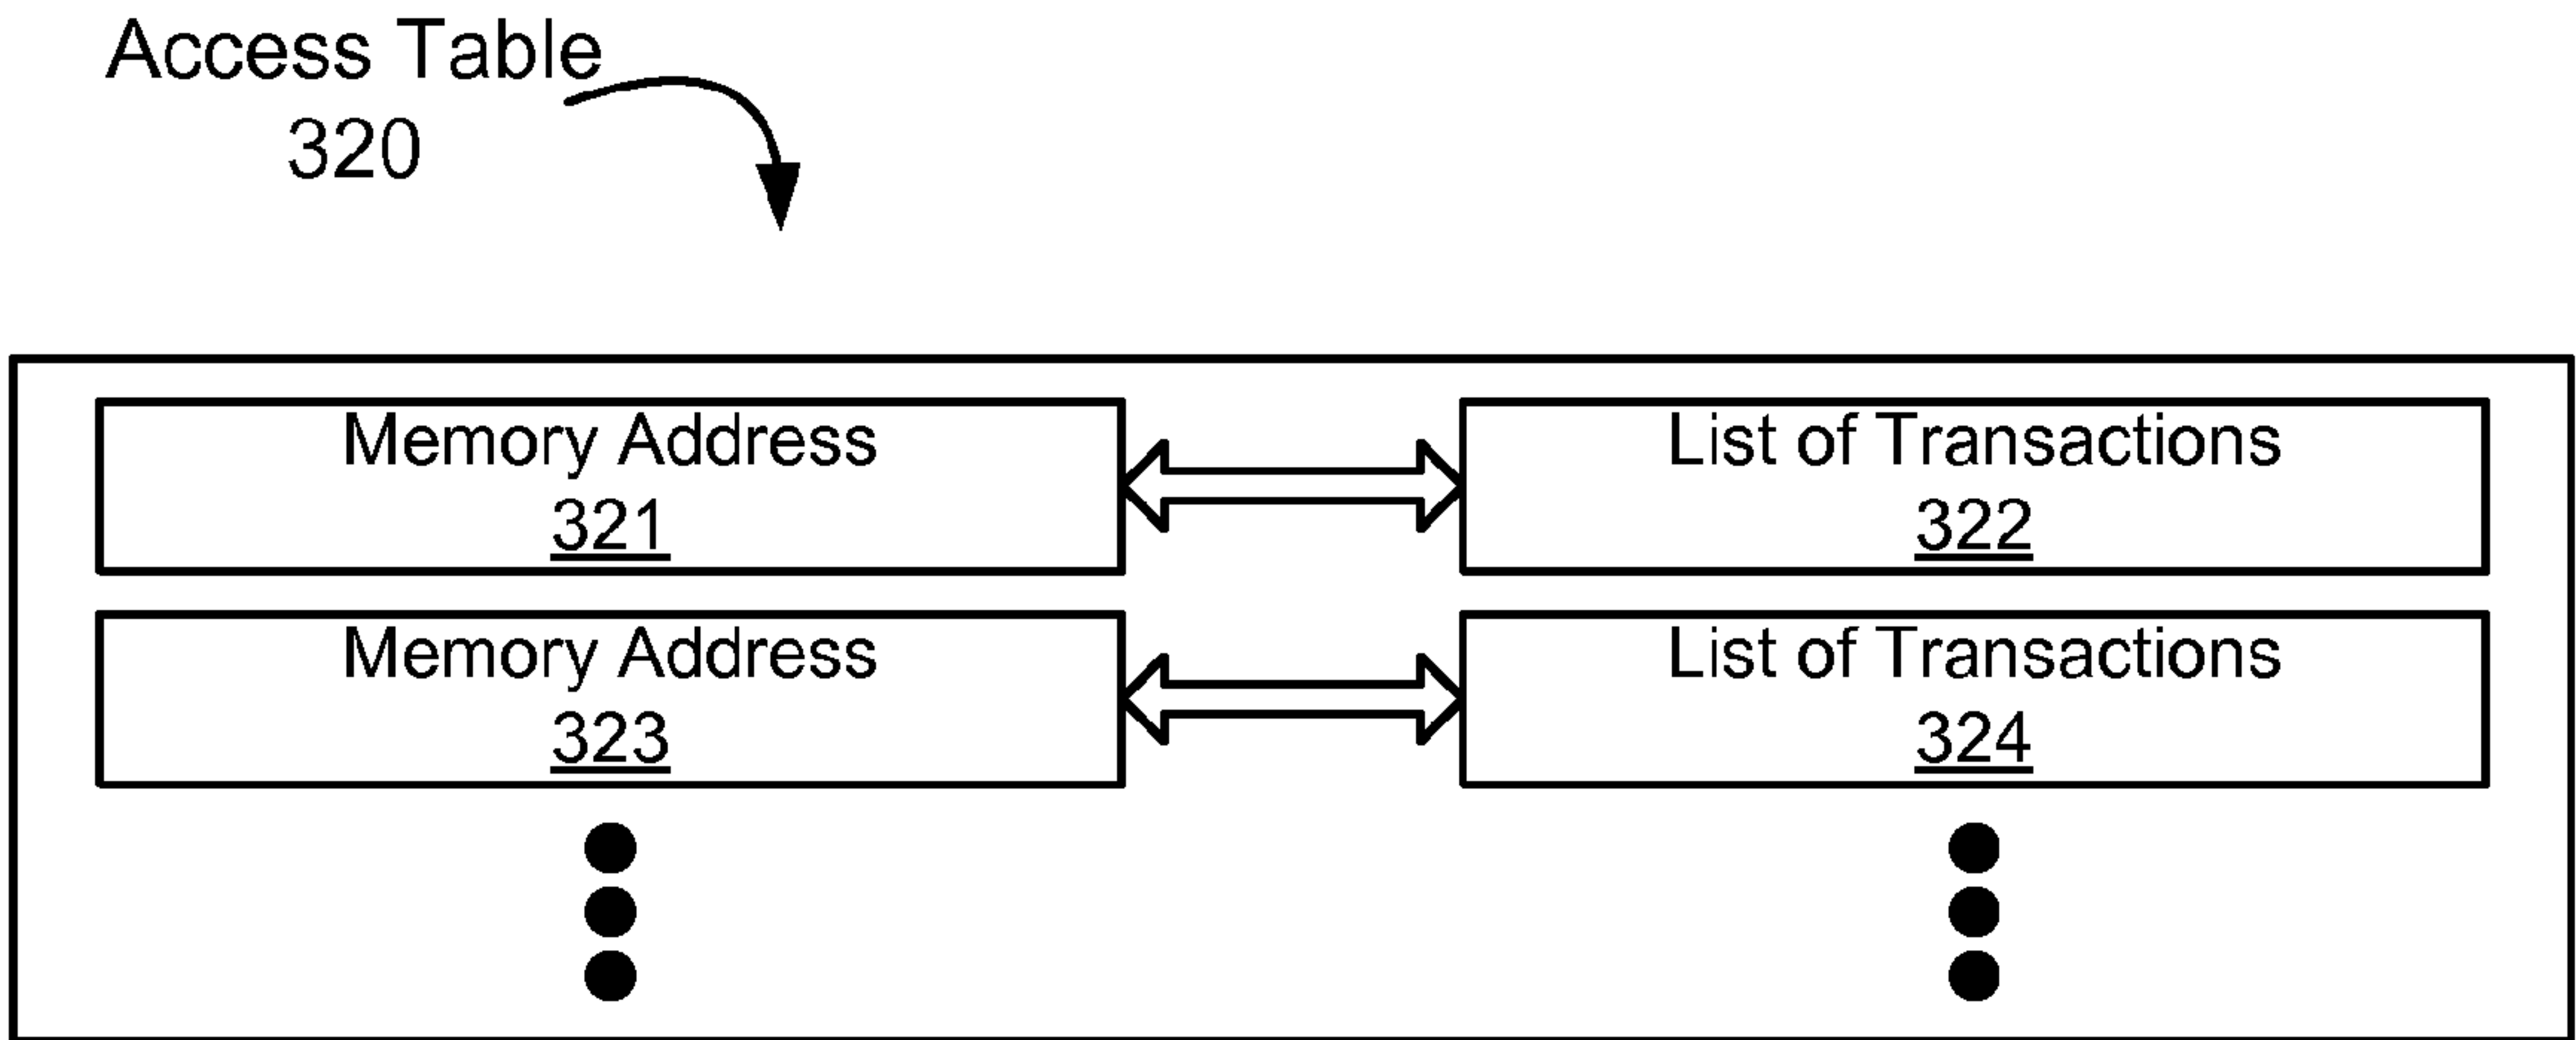 Access Table
320
Memory Address
321
List of Transactions
322
Memory Address
323
List of Transactions
324